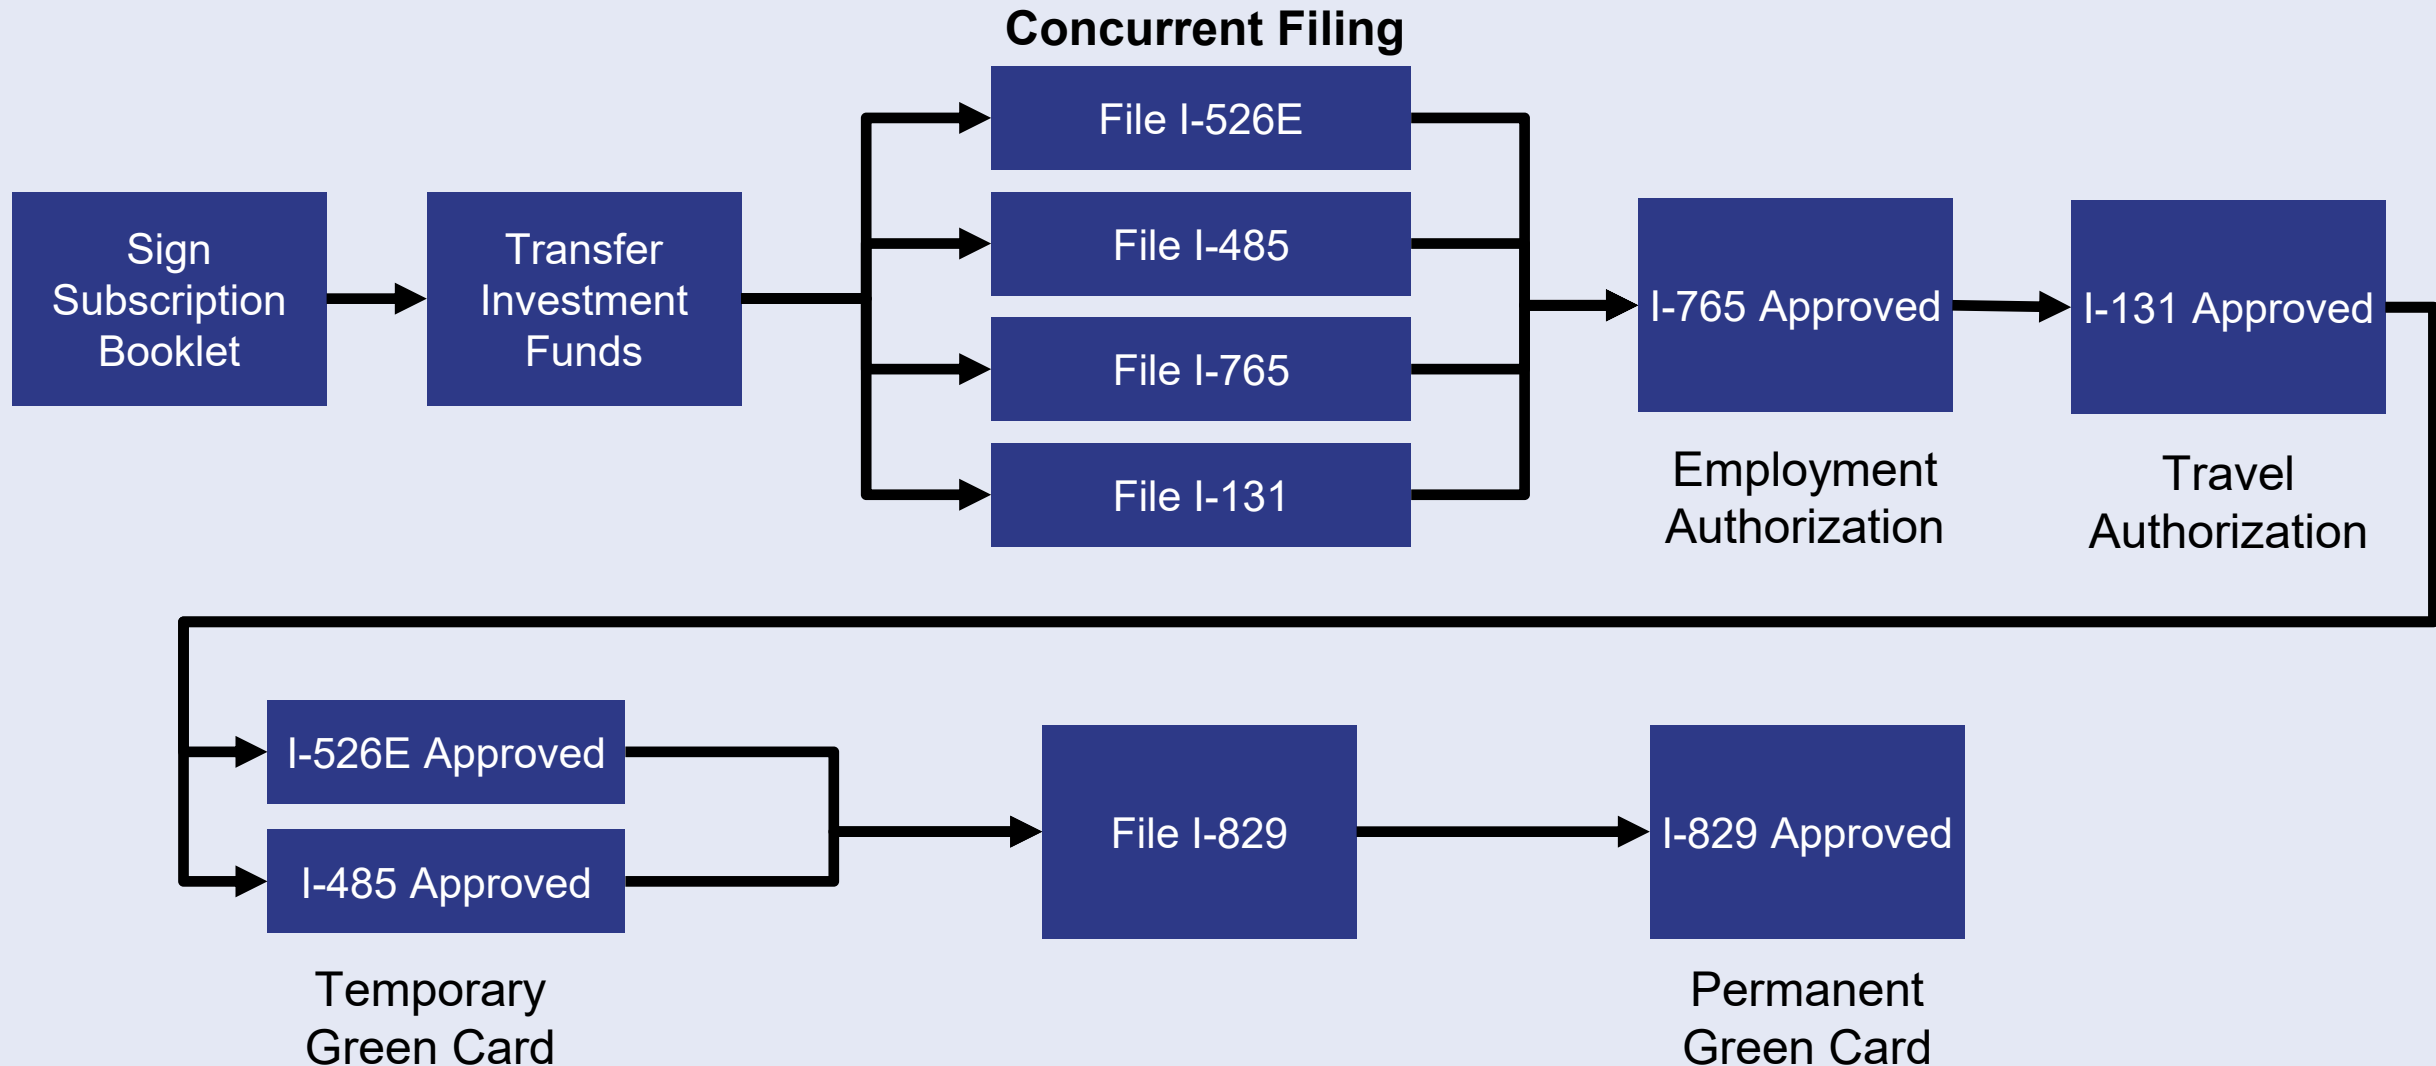 Concurrent Filing
Sign
Subscription
Booklet
Transfer
Investment
Funds
File I-526E
File I-485
File I-765
File I-131
I-765 Approved
Employment
Authorization
I-131 Approved
Travel
Authorization
I-526E Approved
I-485 Approved
Temporary
Green Card
File I-829
I-829 Approved
Permanent
Green Card